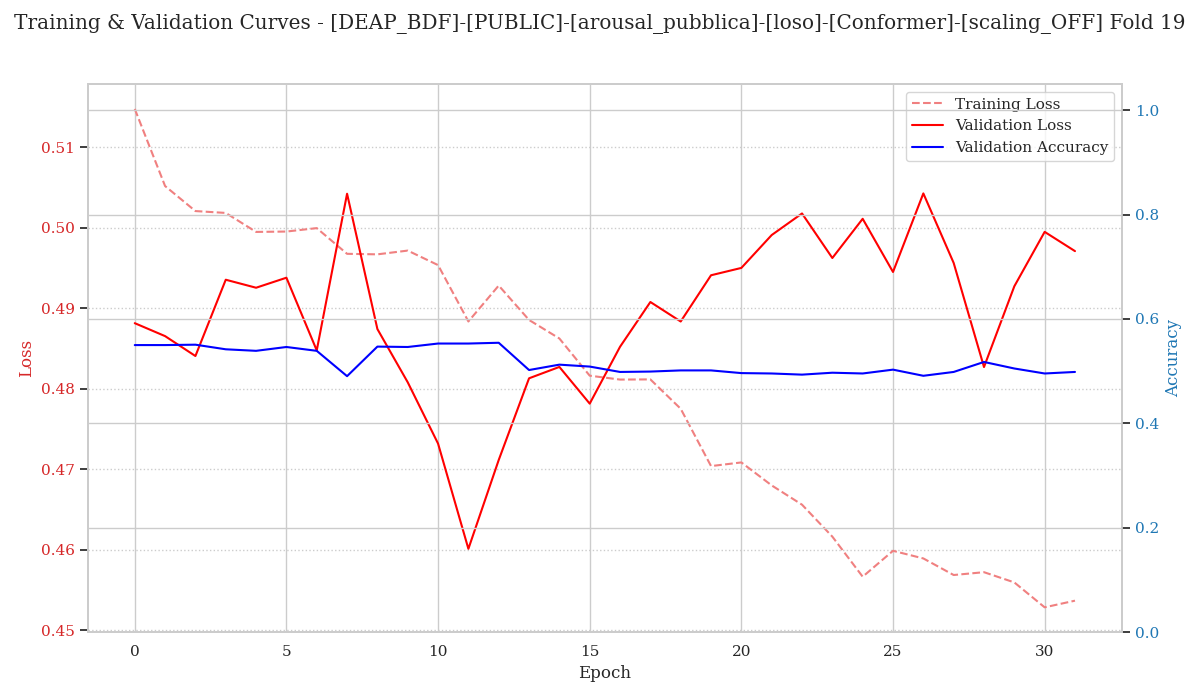 Training & Validation Curves - [DEAP_BDF]-[PUBLIC]-[arousal_pubblica]-[loso]-[Conformer]-[scaling_OFF] Fold 19
Training Loss
Validation Loss
Validation Accuracy
0.51
0.50
0.49
0.48
0.47
0.46
0.45
Loss
1.0
0.8
0.6
0.4
0.2
0.0
Accuracy
0 5 10 15 20 25 30
Epoch